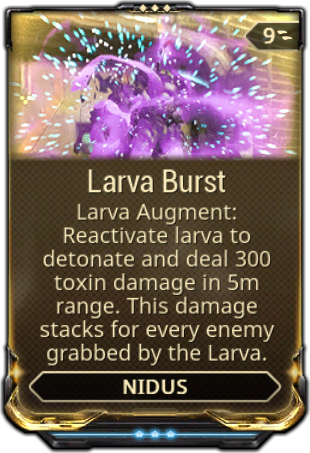 9
Larva Burst
Larva Augment:
Reactivate larva to
detonate and deal 300
toxin damage in 5m
range. This damage
stacks for every enemy
grabbed by the Larva.
NIDUS